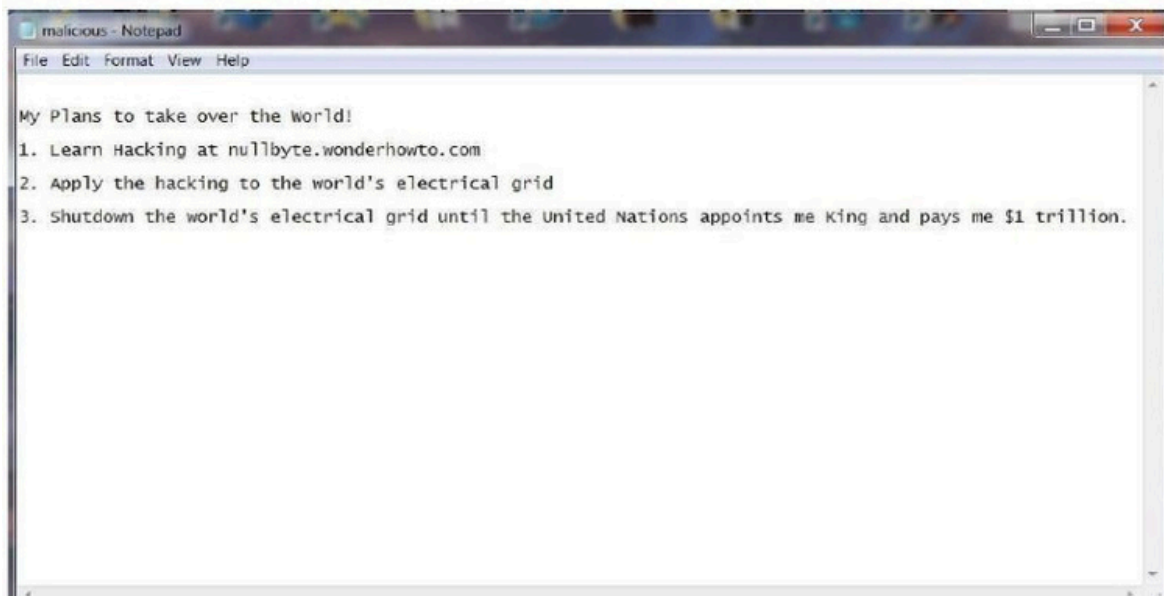 malicious - Notepad
File Edit Format View Help
My Plans to take over the World!
1. Learn Hacking at nullbyte.wonderhowto.com
2. Apply the hacking to the world's electrical grid
3. Shutdown the world's electrical grid until the United Nations appoints me King and pays me $1 trillion.